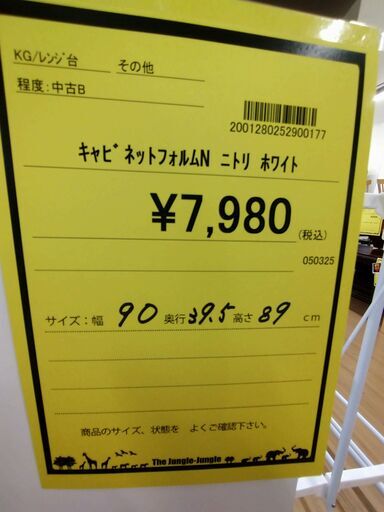 KG/ﾚﾝｼﾞ台 その他
程度:中古B
2001280252900177
ｷｬﾋﾞﾈｯﾄﾌｫﾙﾑN ﾆﾄﾘ ﾎﾜｲﾄ
¥7,980(税込)
050325
サイズ:幅 90 奥行 39.5 高さ 89 cm
商品のサイズ、状態を よくご確認下さい。
The Jungle-Jungle